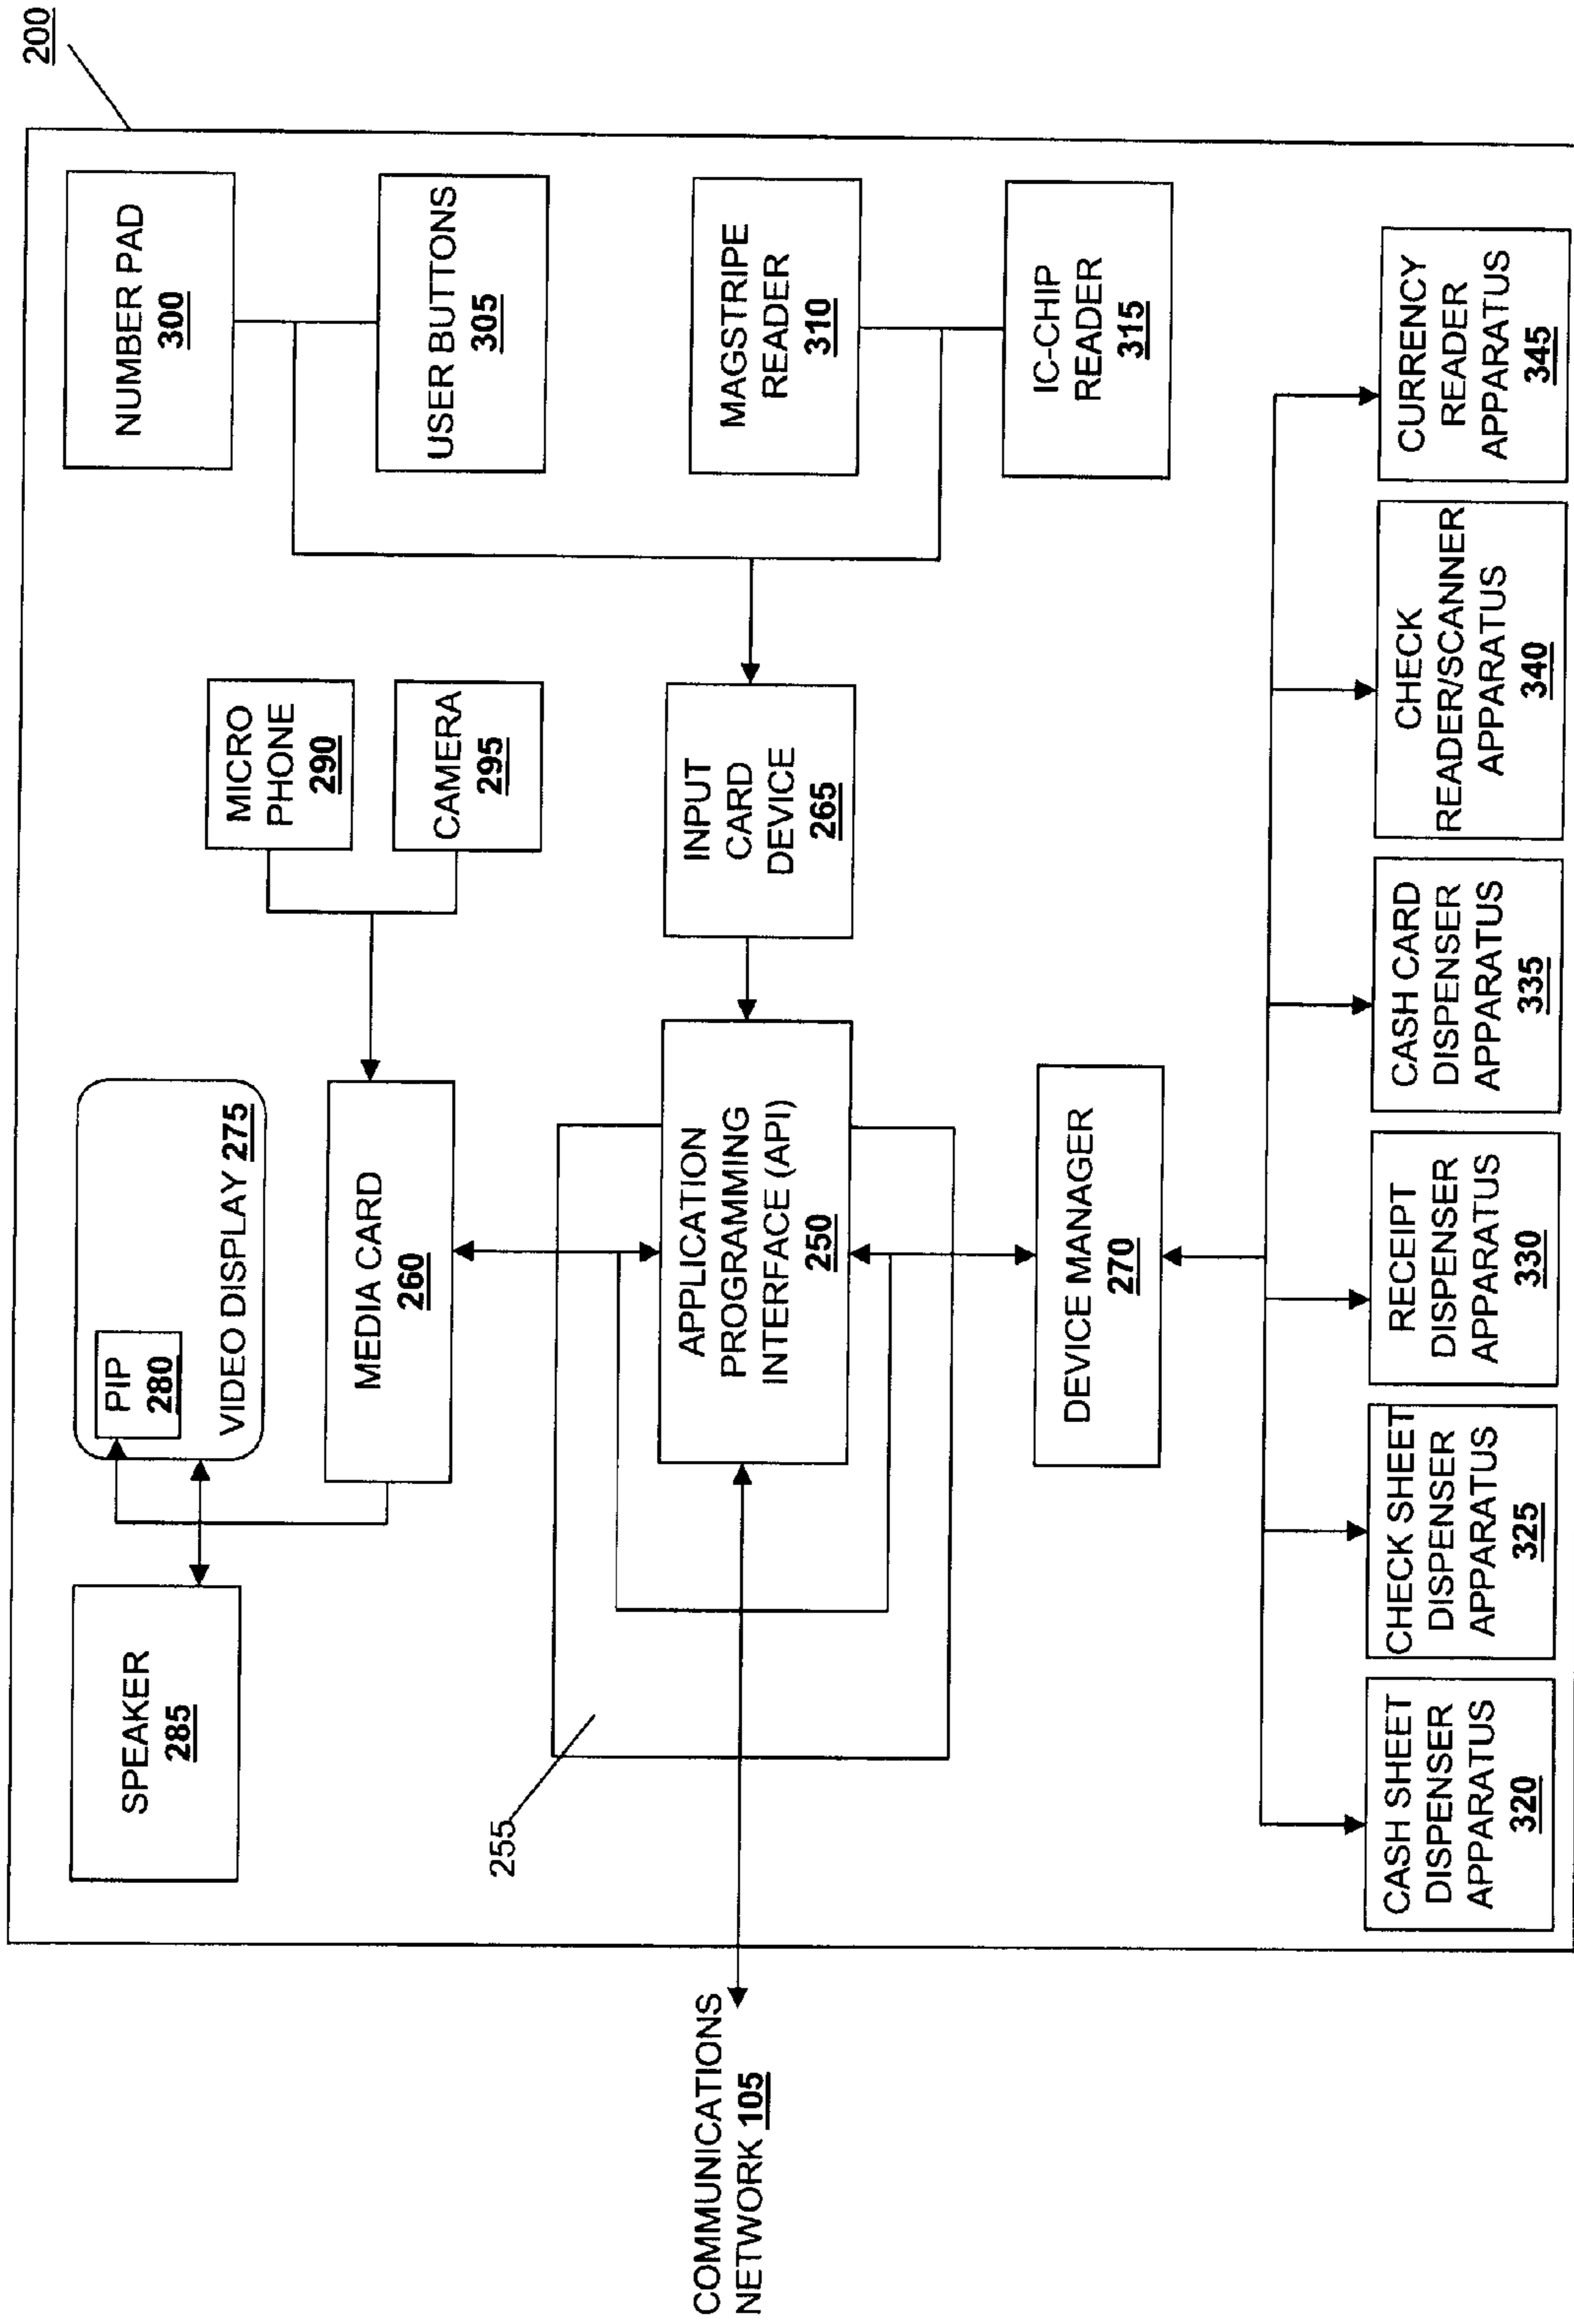 200
SPEAKER
285
PIP
280
VIDEO DISPLAY 275
NUMBER PAD
300
MICRO
PHONE
290
USER BUTTONS
305
MEDIA CARD
260
CAMERA
295
255
COMMUNICATIONS
NETWORK 105
APPLICATION
PROGRAMMING
INTERFACE (API)
250
INPUT
CARD
DEVICE
265
MAGSTRIPE
READER
310
DEVICE MANAGER
270
IC-CHIP
READER
315
CASH SHEET
DISPENSER
APPARATUS
320
CHECK SHEET
DISPENSER
APPARATUS
325
RECEIPT
DISPENSER
APPARATUS
330
CASH CARD
DISPENSER
APPARATUS
335
CHECK
READER/SCANNER
APPARATUS
340
CURRENCY
READER
APPARATUS
345